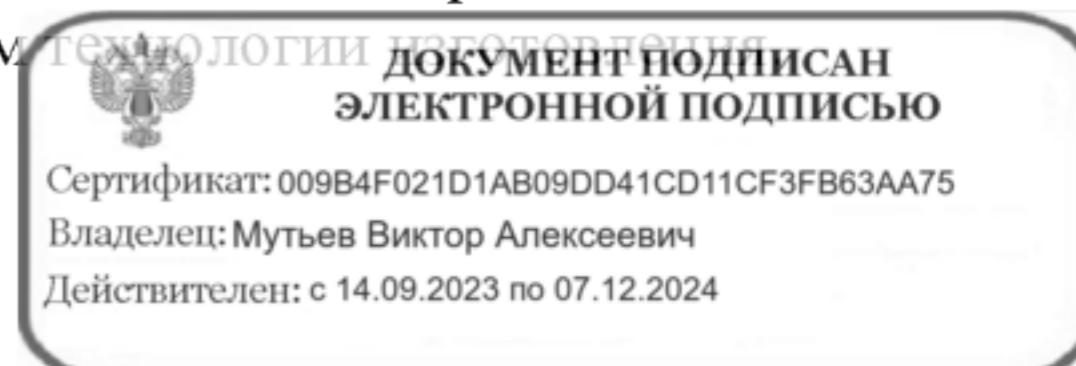 м технологии изготовления
ДОКУМЕНТ ПОДПИСАН
ЭЛЕКТРОННОЙ ПОДПИСЬЮ
Сертификат: 009B4F021D1AB09DD41CD11CF3FB63AA75
Владелец: Мутьев Виктор Алексеевич
Действителен: с 14.09.2023 по 07.12.2024